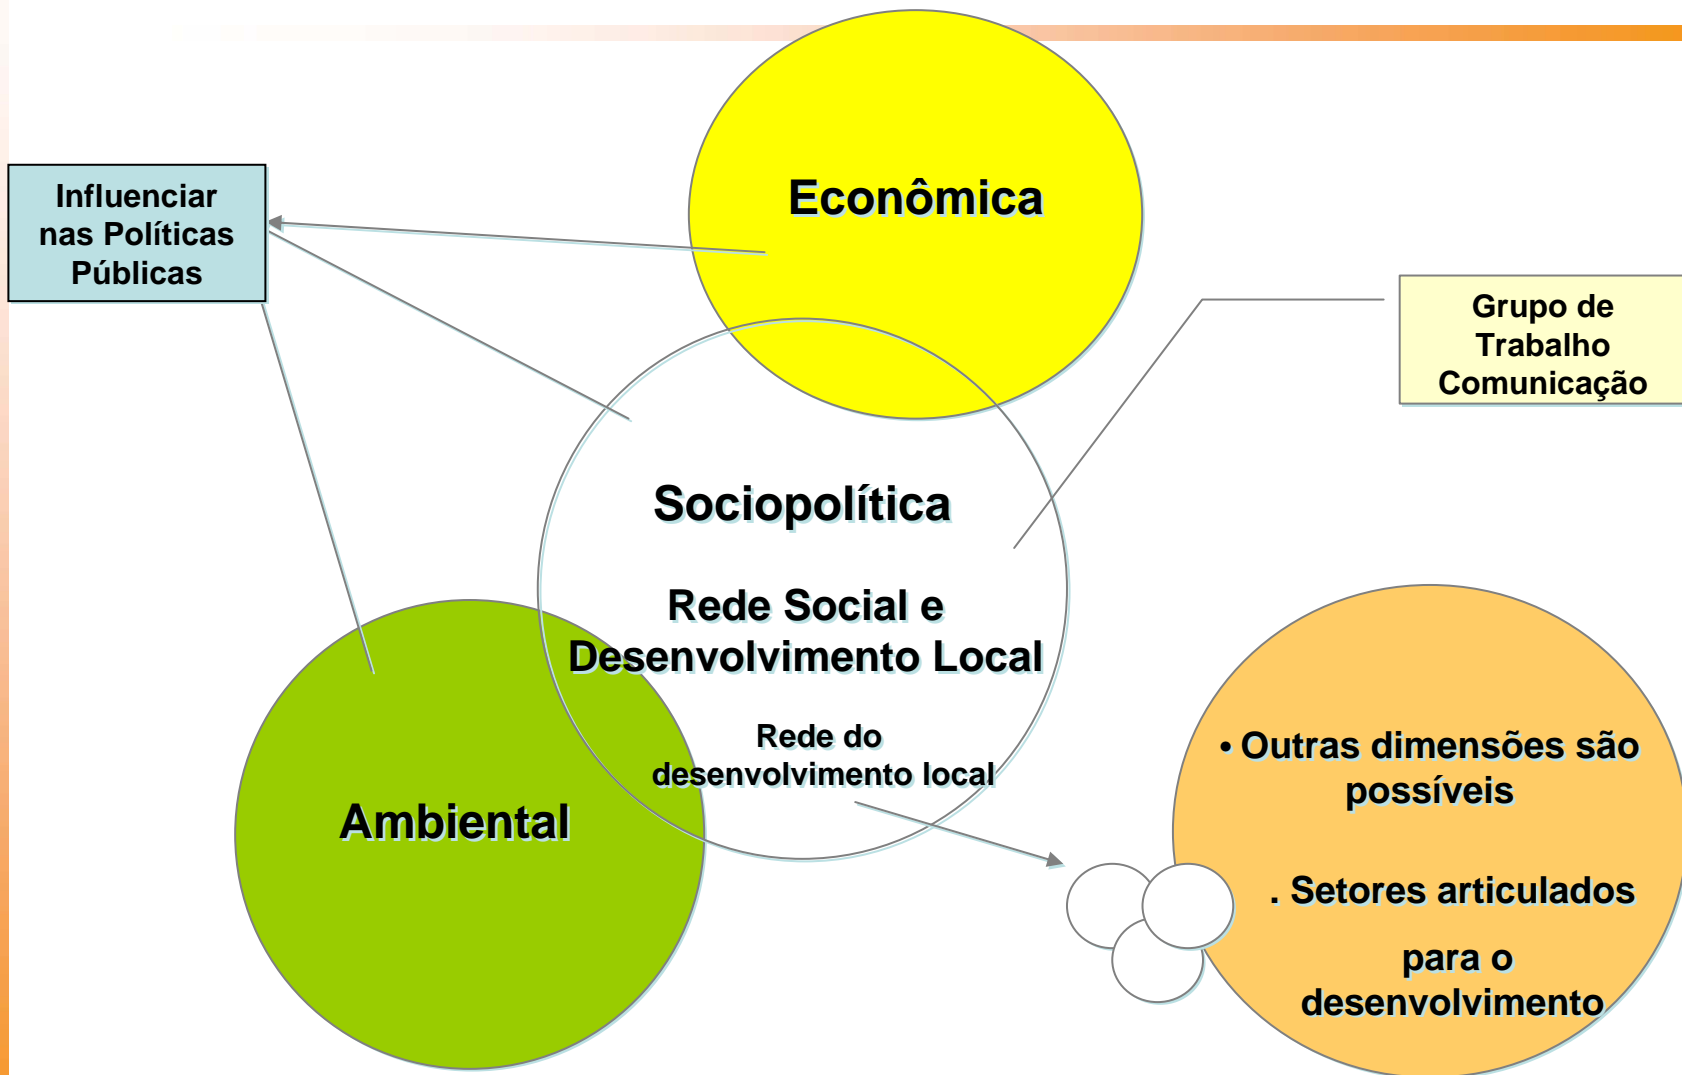 Econômica
Influenciar
nas Políticas
Públicas
Grupo de
Trabalho
Comunicação
Sociopolítica
Rede Social e
Desenvolvimento Local
Rede do
desenvolvimento local
Ambiental
• Outras dimensões são
possíveis
. Setores articulados
para o
desenvolvimento